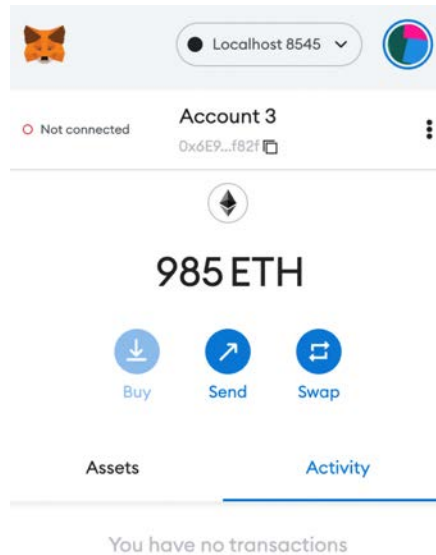 Localhost 8545
Not connected
Account 3
0x6E9...f82f
985 ETH
Buy
Send
Swap
Assets
Activity
You have no transactions